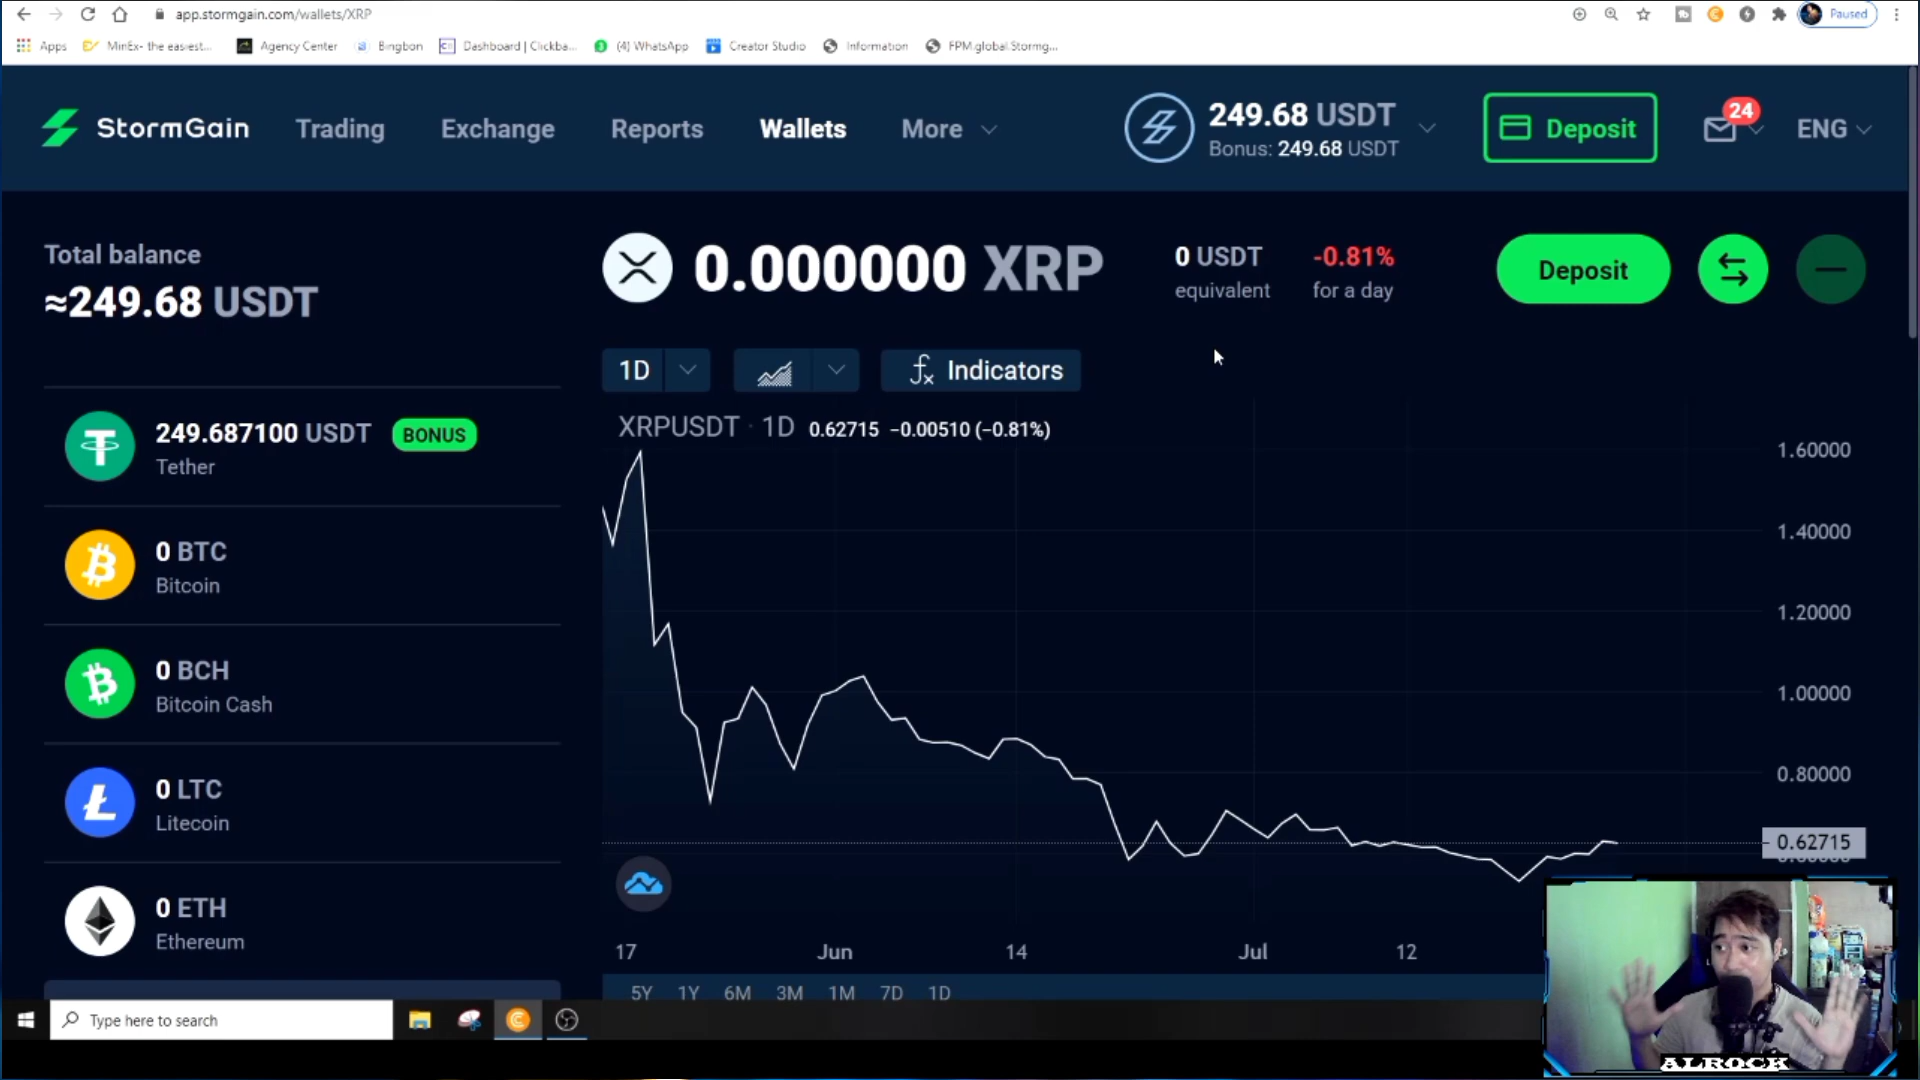 app.stormgain.com/wallets/XRP
Paused
Apps
MinEx- the easiest...
Agency Center
Bingbon
Dashboard | Clickba...
(4) WhatsApp
Creator Studio
Information
FPM.global.Stormg...
StormGain
Trading
Exchange
Reports
Wallets
More
249.68 USDT
Bonus: 249.68 USDT
Deposit
24
ENG
Total balance
≈249.68 USDT
0.000000 XRP
0 USDT
equivalent
-0.81%
for a day
Deposit
1D
Indicators
XRPUSDT · 1D 0.62715 −0.00510 (−0.81%)
249.687100 USDT BONUS
Tether
0 BTC
Bitcoin
0 BCH
Bitcoin Cash
0 LTC
Litecoin
0 ETH
Ethereum
1.60000
1.40000
1.20000
1.00000
0.80000
0.62715
17
Jun
14
Jul
12
5Y 1Y 6M 3M 1M 7D 1D
Type here to search
ALROCK